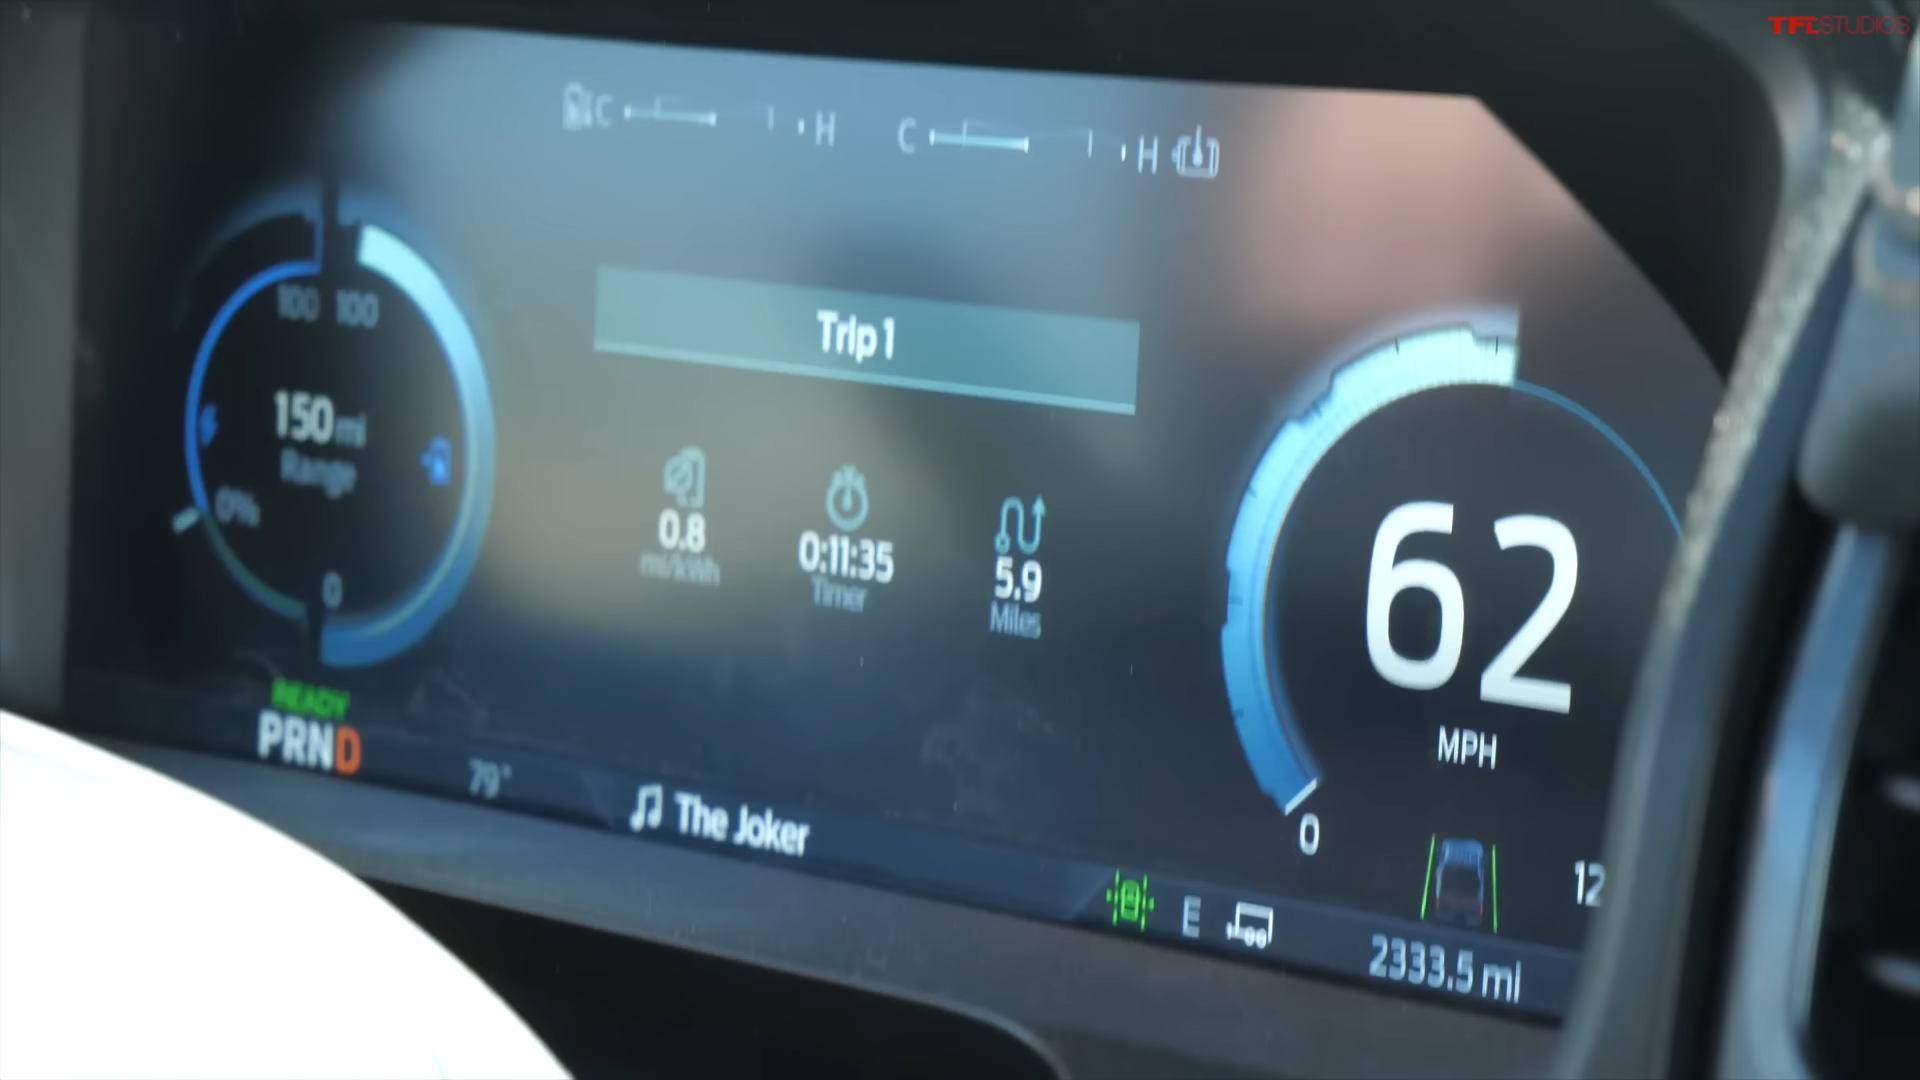 TFLSTUDIOS
C H
C H
100 100
150 mi
Range
0%
0
Trip 1
0.8
mi/kWh
0:11:35
Timer
5.9
Miles
62
MPH
0
READY
PRND
79°
The Joker
E
2333.5 mi